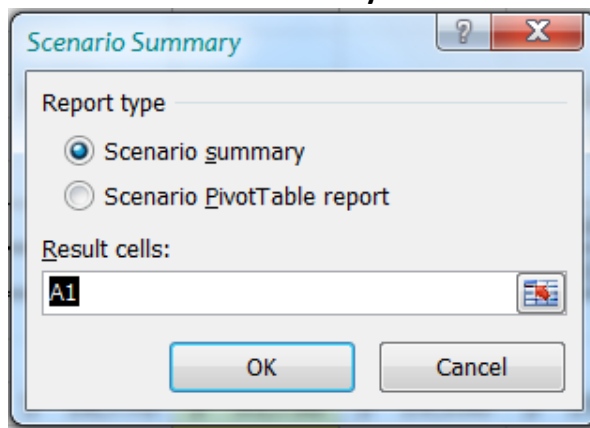 Scenario Summary
Report type
Scenario summary
Scenario PivotTable report
Result cells:
A1
OK
Cancel